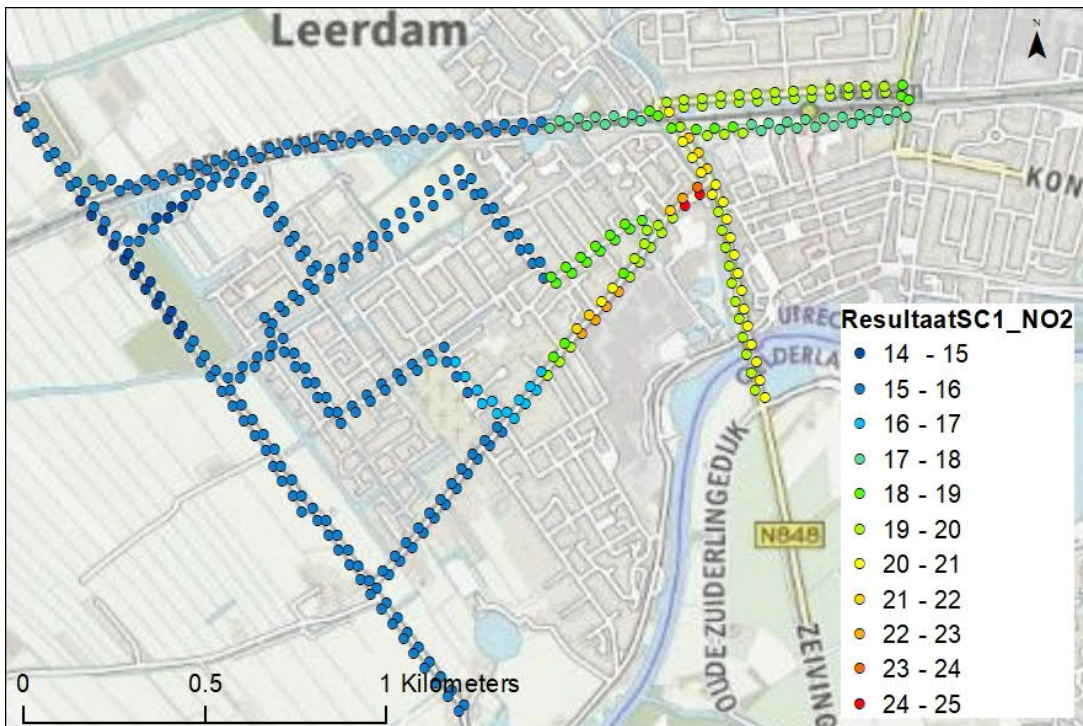 Leerdam
N
KON
UTREC
GELDERLA
OUDE-ZUIDERLINGEDIJK
N848
ZEIVING
ResultaatSC1_NO2
14 - 15
15 - 16
16 - 17
17 - 18
18 - 19
19 - 20
20 - 21
21 - 22
22 - 23
23 - 24
24 - 25
0 0.5 1 Kilometers